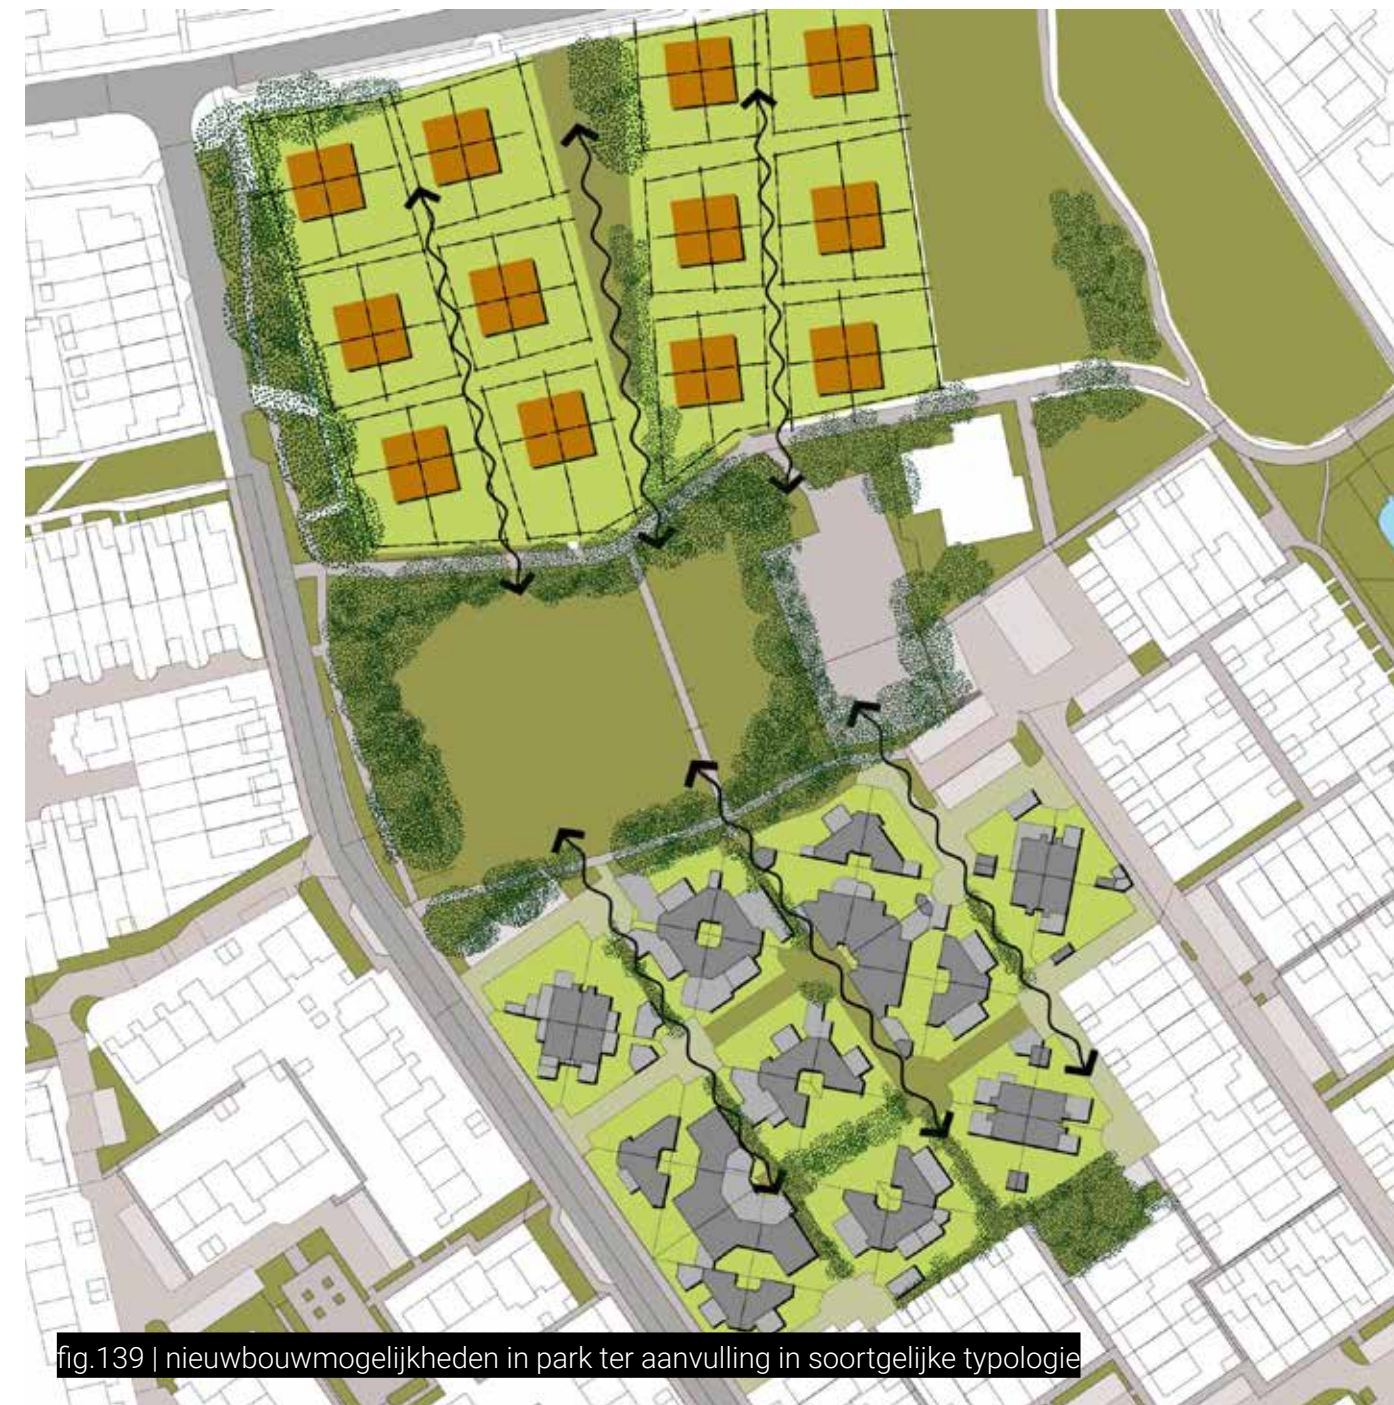 fig.139 | nieuwbouwmogelijkheden in park ter aanvulling in soortgelijke typologie